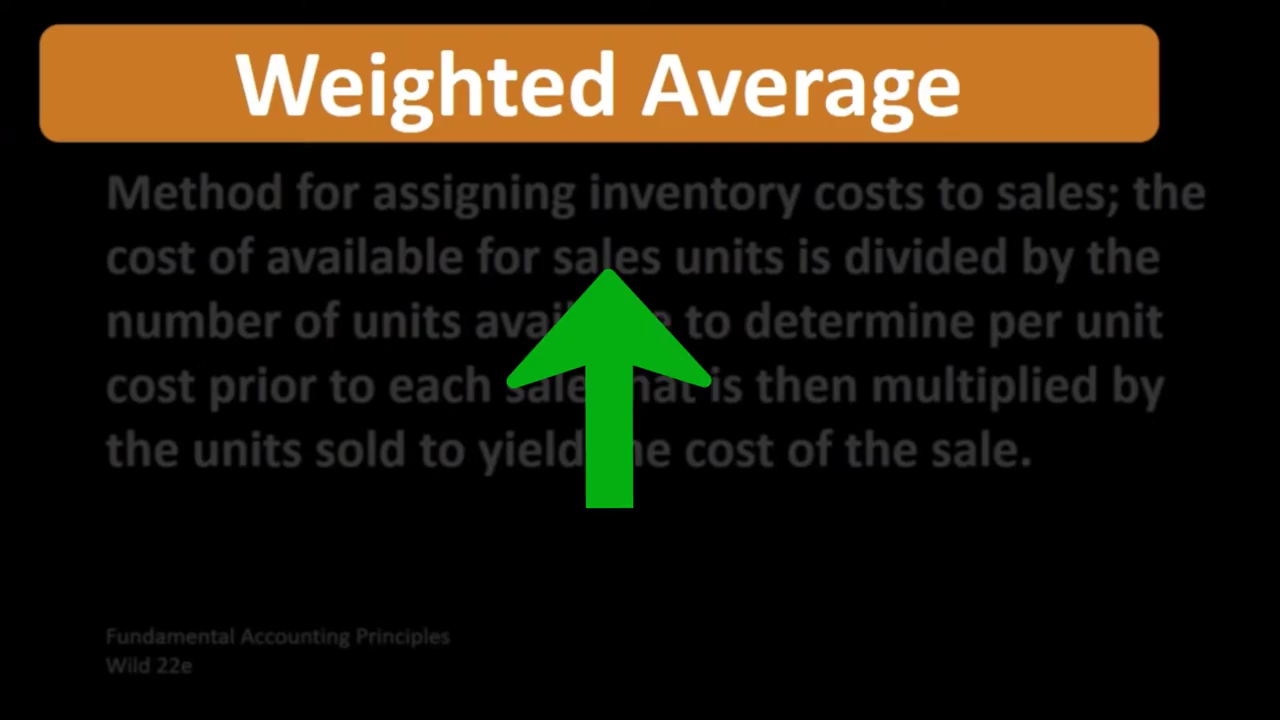 Weighted Average
Method for assigning inventory costs to sales; the
cost of available for sales units is divided by the
number of units to determine per unit
cost prior to each is then multiplied by
the units sold to yield cost of the sale.
Fundamental Accounting Principles
Wild 22e